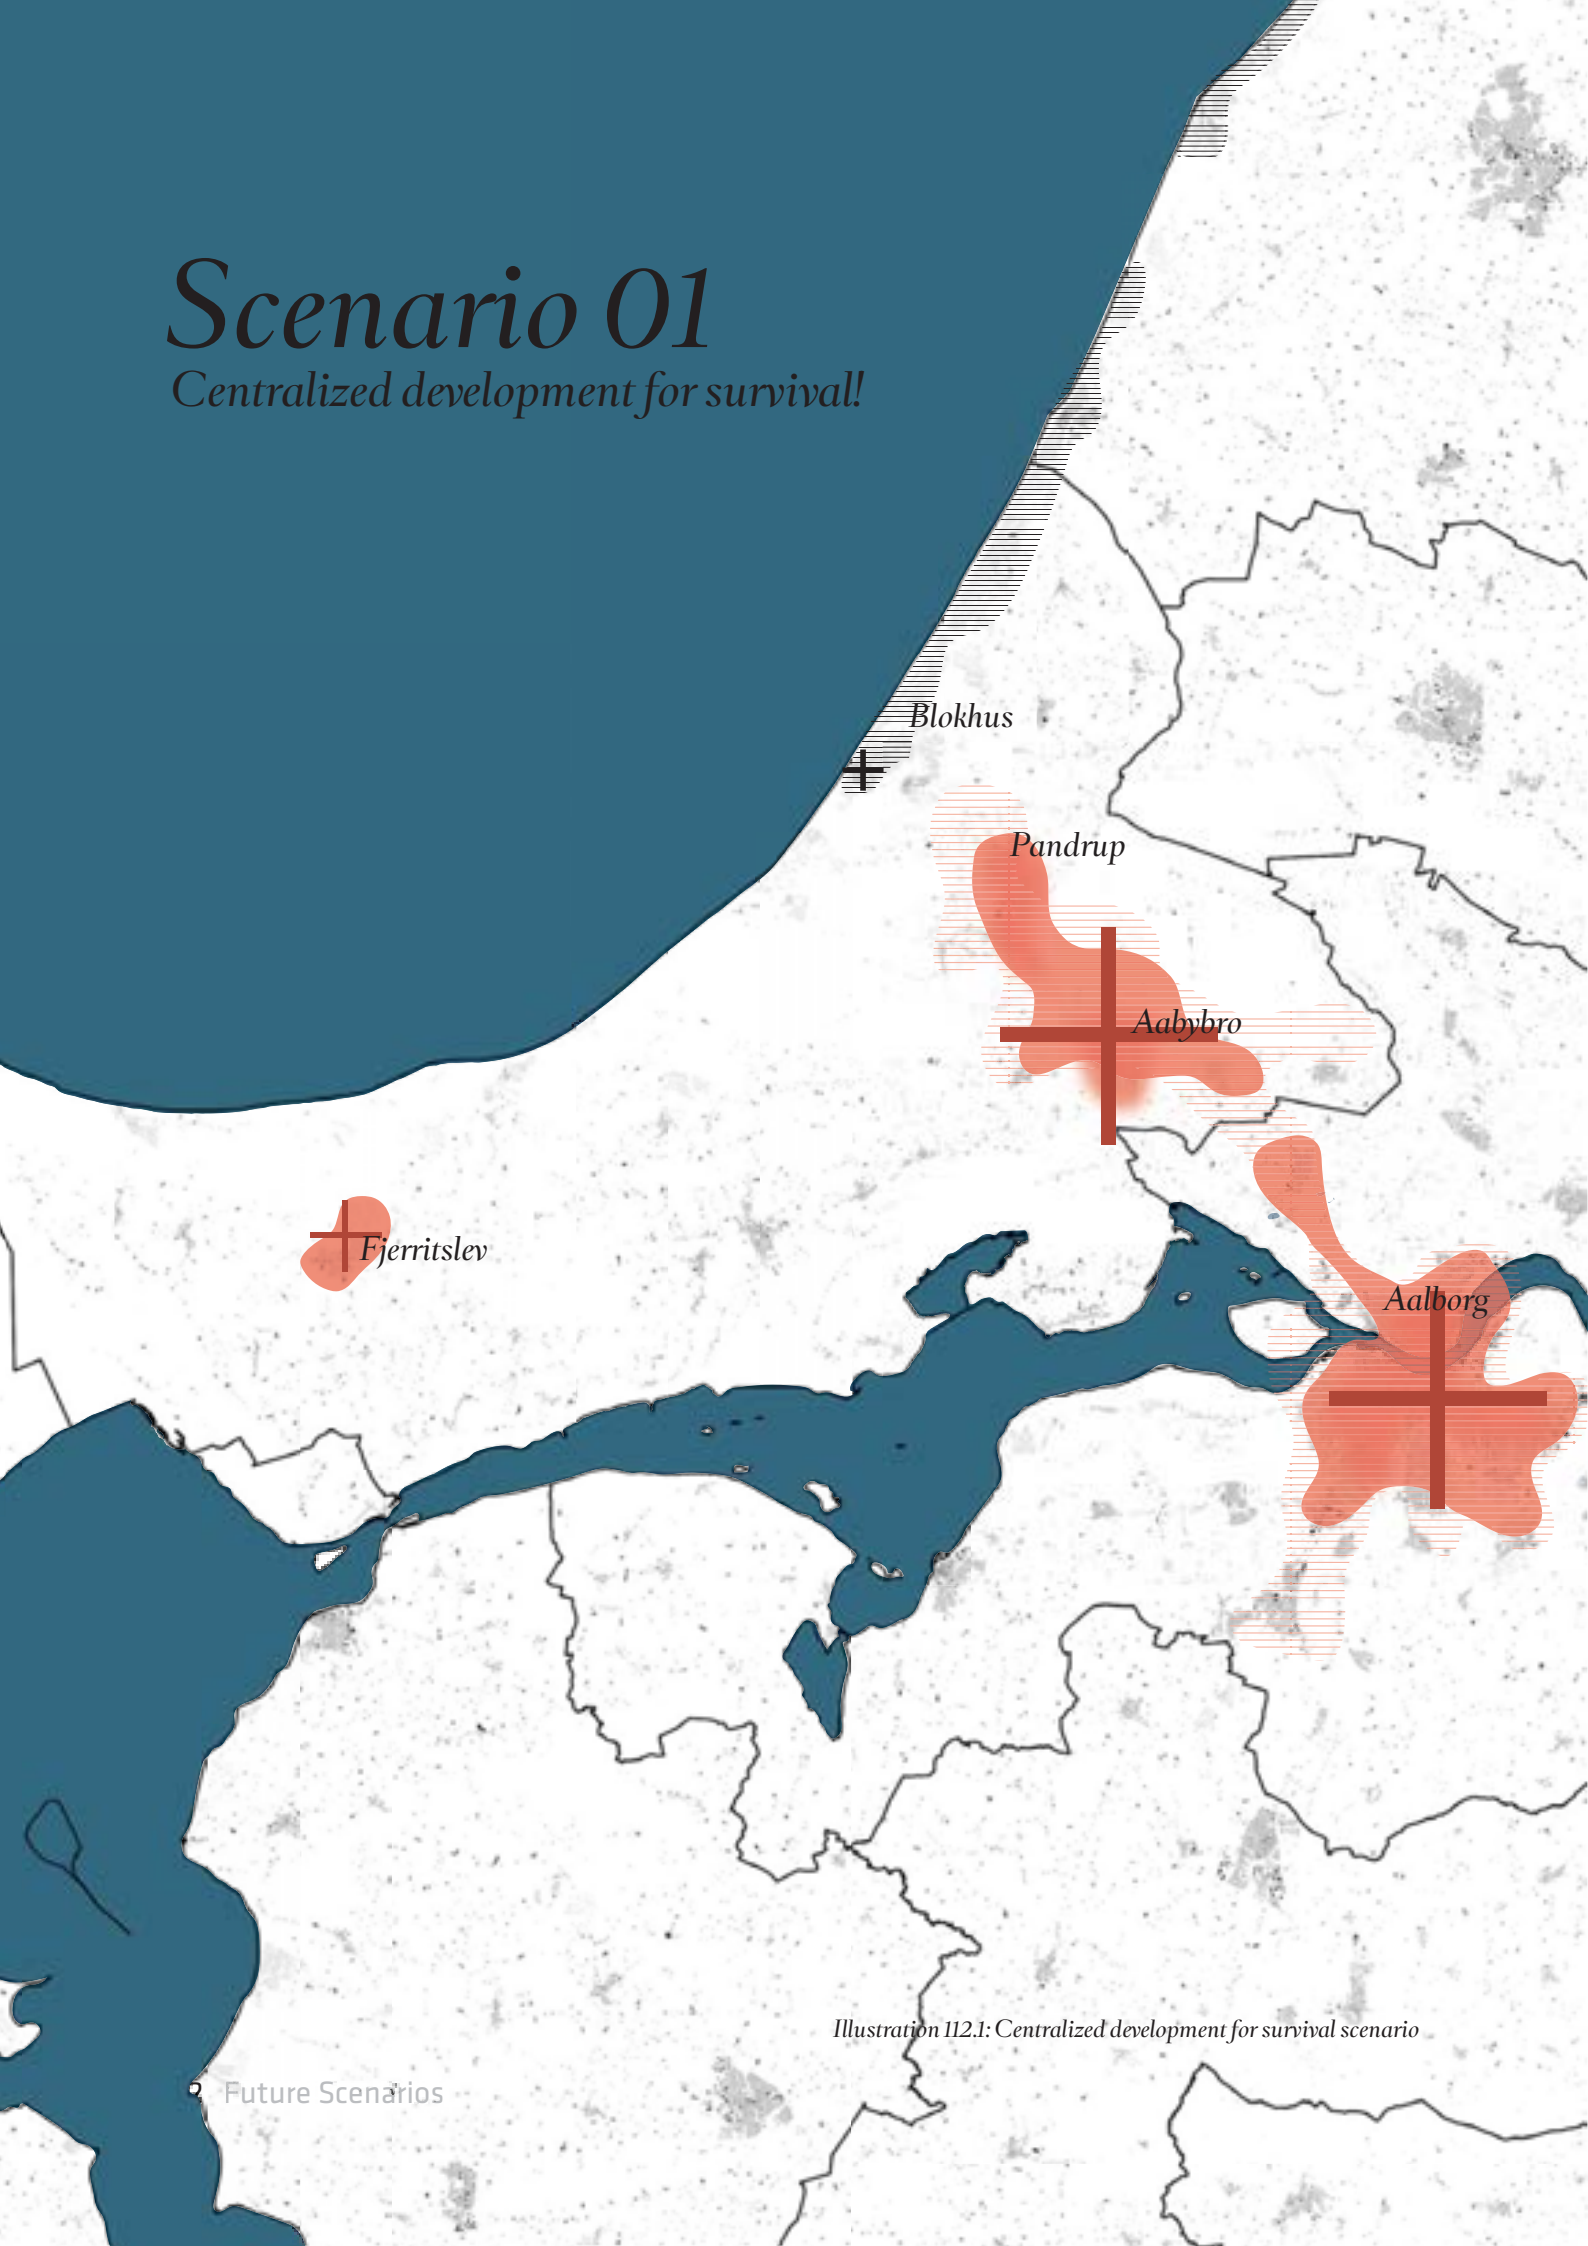 Scenario 01
Centralized development for survival!
Blokhus
Pandrup
Aabybro
Fjerritslev
Aalborg
Illustration 112.1: Centralized development for survival scenario
2 Future Scenarios